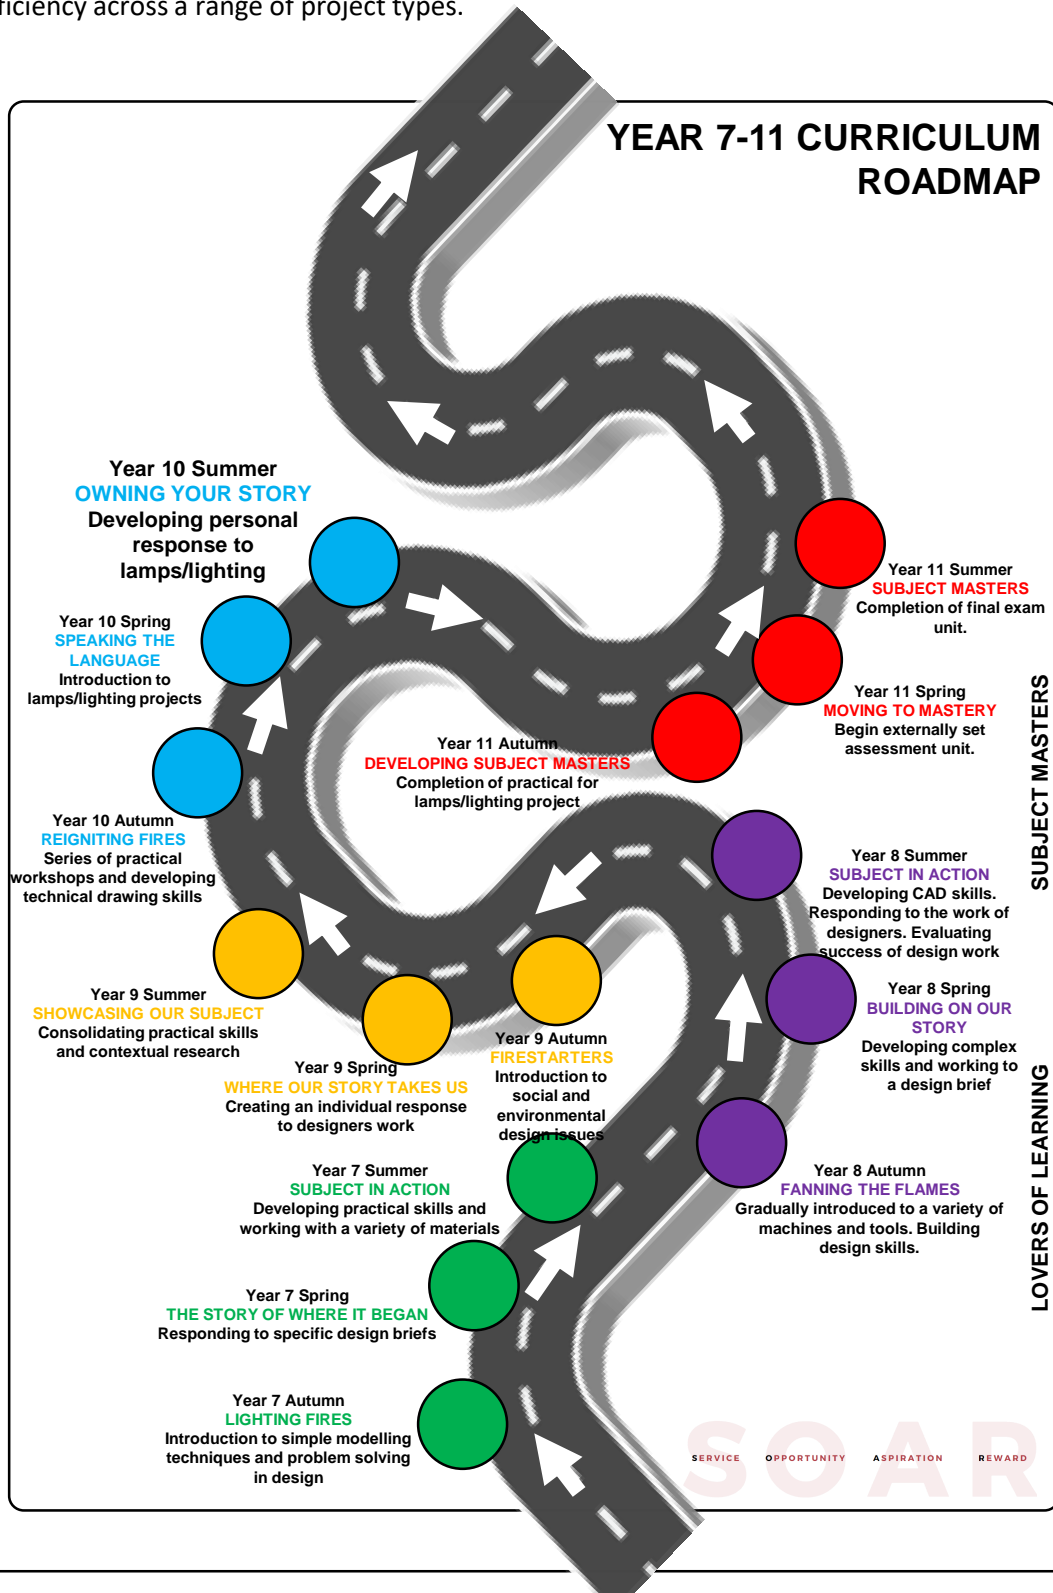 ficiency across a range of project types.
YEAR 7-11 CURRICULUM
ROADMAP
Year 10 Summer
OWNING YOUR STORY
Developing personal
response to
lamps/lighting
Year 10 Spring
SPEAKING THE
LANGUAGE
Introduction to
lamps/lighting projects
Year 11 Summer
SUBJECT MASTERS
Completion of final exam
unit.
Year 11 Spring
MOVING TO MASTERY
Begin externally set
assessment unit.
Year 11 Autumn
DEVELOPING SUBJECT MASTERS
Completion of practical for
lamps/lighting project
SUBJECT MASTERS
Year 10 Autumn
REIGNITING FIRES
Series of practical
workshops and developing
technical drawing skills
Year 8 Summer
SUBJECT IN ACTION
Developing CAD skills.
Responding to the work of
designers. Evaluating
success of design work
Year 9 Summer
SHOWCASING OUR SUBJECT
Consolidating practical skills
and contextual research
Year 8 Spring
BUILDING ON OUR
STORY
Developing complex
skills and working to
a design brief
Year 9 Spring
WHERE OUR STORY TAKES US
Creating an individual response
to designers work
Year 9 Autumn
FIRESTARTERS
Introduction to
social and
environmental
design issues
LOVERS OF LEARNING
Year 7 Summer
SUBJECT IN ACTION
Developing practical skills and
working with a variety of materials
Year 8 Autumn
FANNING THE FLAMES
Gradually introduced to a variety of
machines and tools. Building
design skills.
Year 7 Spring
THE STORY OF WHERE IT BEGAN
Responding to specific design briefs
Year 7 Autumn
LIGHTING FIRES
Introduction to simple modelling
techniques and problem solving
in design
SOAR
SERVICE OPPORTUNITY ASPIRATION REWARD